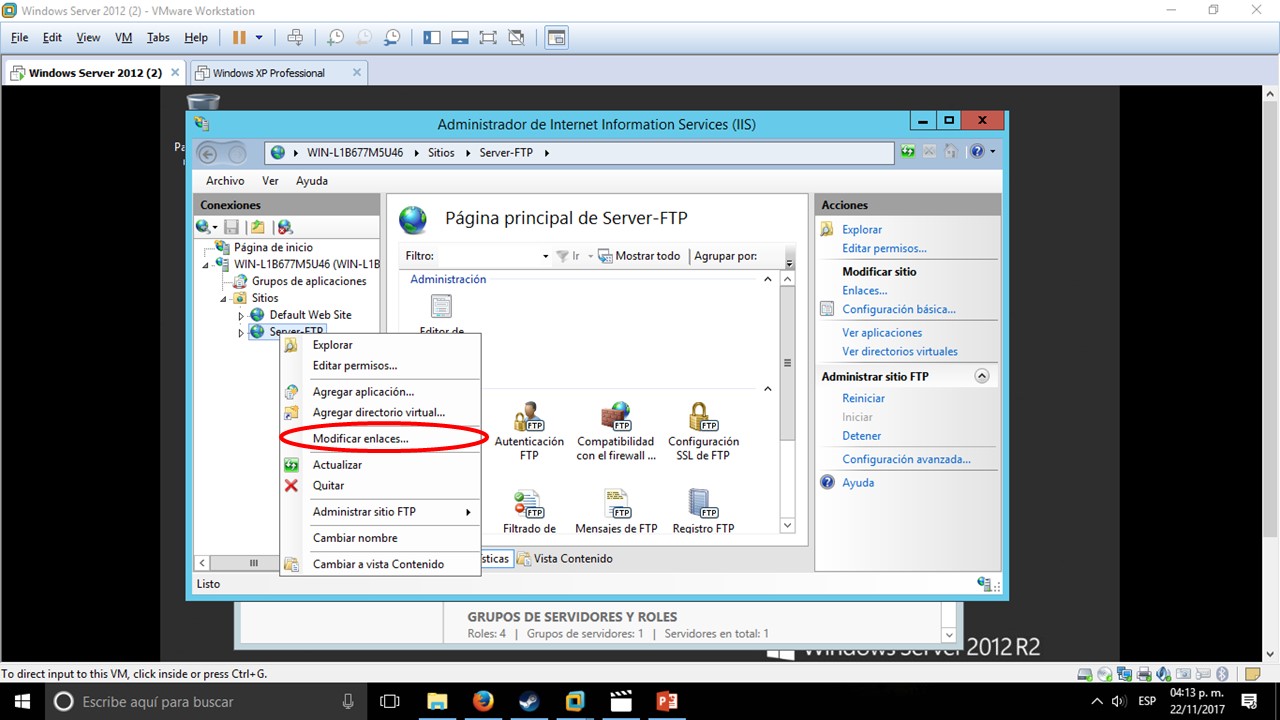 Windows Server 2012 (2) - VMware Workstation
File Edit View VM Tabs Help
Windows Server 2012 (2)
Windows XP Professional
Administrador de Internet Information Services (IIS)
WIN-L1B677M5U46 Sitios Server-FTP
Archivo Ver Ayuda
Conexiones
Página de inicio
WIN-L1B677M5U46 (WIN-L1B
Grupos de aplicaciones
Sitios
Default Web Site
Server-FTP
Explorar
Editar permisos...
Agregar aplicación...
Agregar directorio virtual...
Modificar enlaces...
Actualizar
Quitar
Administrar sitio FTP
Cambiar nombre
Cambiar a vista Contenido
Página principal de Server-FTP
Filtro: Ir Mostrar todo Agrupar por:
Administración
Editor de
FTP FTP FTP
Autenticación FTP
Compatibilidad con el firewall ...
Configuración SSL de FTP
FTP FTP FTP
Filtrado de
Mensajes de FTP
Registro FTP
sticas Vista Contenido
Acciones
Explorar
Editar permisos...
Modificar sitio
Enlaces...
Configuración básica...
Ver aplicaciones
Ver directorios virtuales
Administrar sitio FTP
Reiniciar
Iniciar
Detener
Configuración avanzada...
Ayuda
Listo
GRUPOS DE SERVIDORES Y ROLES
Roles: 4 | Grupos de servidores: 1 | Servidores en total: 1
Windows Server 2012 R2
To direct input to this VM, click inside or press Ctrl+G.
Escribe aquí para buscar
ESP
04:13 p. m.
22/11/2017